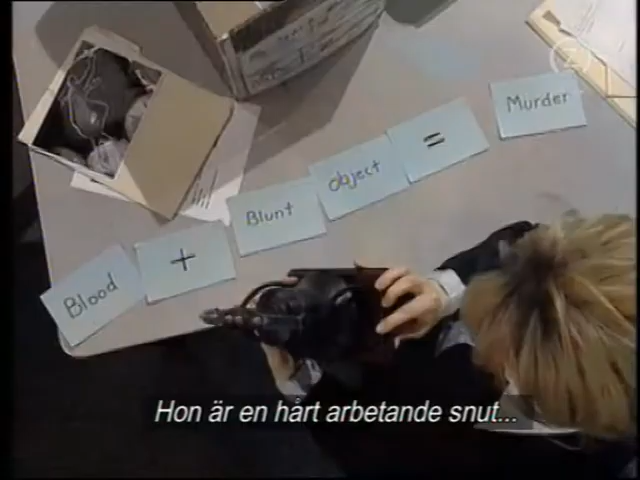 Blood + Blunt object = Murder
Hon är en hårt arbetande snut...